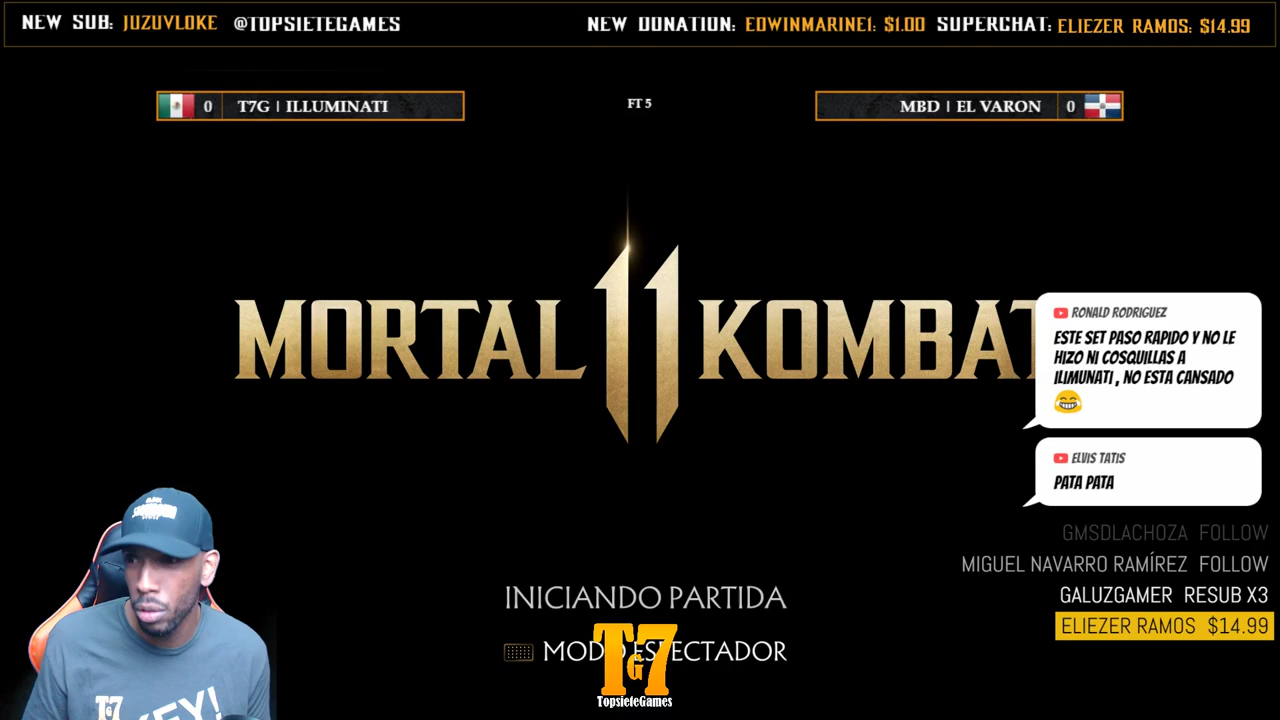 NEW SUB: JUZUVLOKE @TOPSIETEGAMES NEW DONATION: EDWINMARINE1: $1.00 SUPERCHAT: ELIEZER RAMOS: $14.99
0 T7G | ILLUMINATI
FT 5
MBD | EL VARON 0
MORTAL 11 KOMBAT
RONALD RODRIGUEZ
ESTE SET PASO RAPIDO Y NO LE
HIZO NI COSQUILLAS A
ILIMUNATI , NO ESTA CANSADO
😂
ELVIS TATIS
PATA PATA
GMSDLACHOZA FOLLOW
MIGUEL NAVARRO RAMÍREZ FOLLOW
GALUZGAMER RESUB X3
ELIEZER RAMOS $14.99
INICIANDO PARTIDA
MODO ESPECTADOR
TG7
TopsieteGames